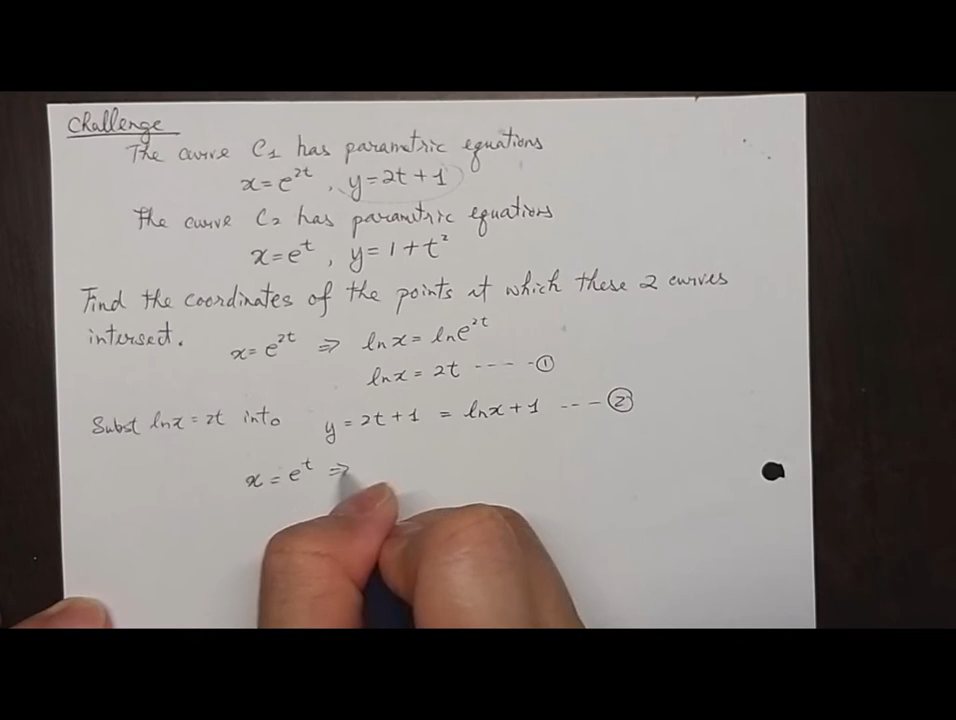 Challenge
The curve C₁ has parametric equations
x = e^{2t} , y = 2t + 1
The curve C₂ has parametric equations
x = e^t , y = 1 + t²
Find the coordinates of the points at which these 2 curves
intersect. x = e^{2t} ⇒ ln x = ln e^{2t}
ln x = 2t ----- ①
Subst ln x = 2t into y = 2t + 1 = ln x + 1 --- ②
x = e^t ⇒